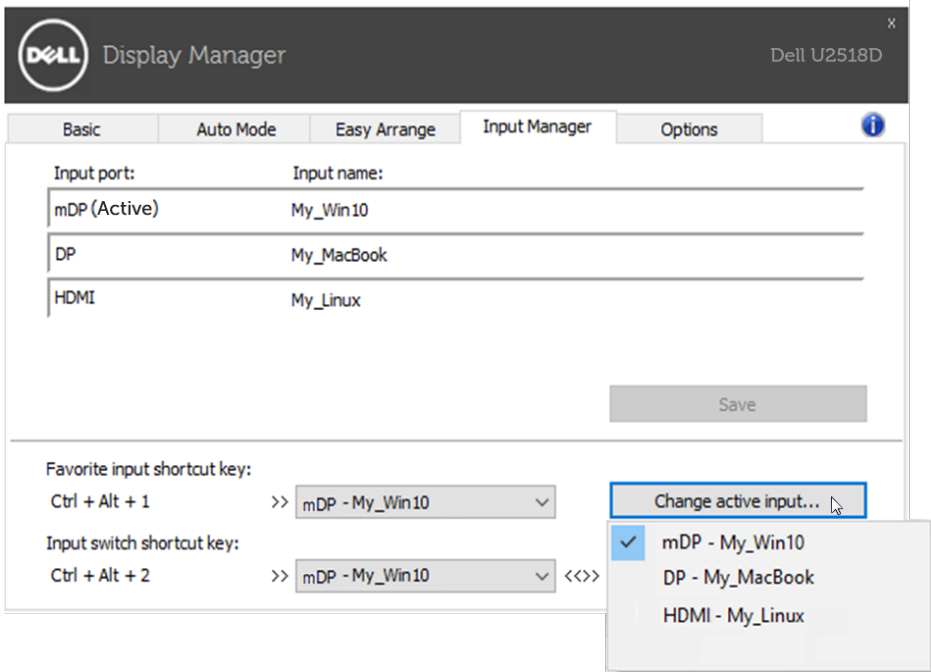 x
DELL Display Manager Dell U2518D
Basic Auto Mode Easy Arrange Input Manager Options i
Input port: Input name:
mDP (Active) My_Win10
DP My_MacBook
HDMI My_Linux
Save
Favorite input shortcut key:
Ctrl + Alt + 1 >> mDP - My_Win10 Change active input...
mDP - My_Win10
Input switch shortcut key:
DP - My_MacBook
Ctrl + Alt + 2 >> mDP - My_Win10 <<>>
HDMI - My_Linux